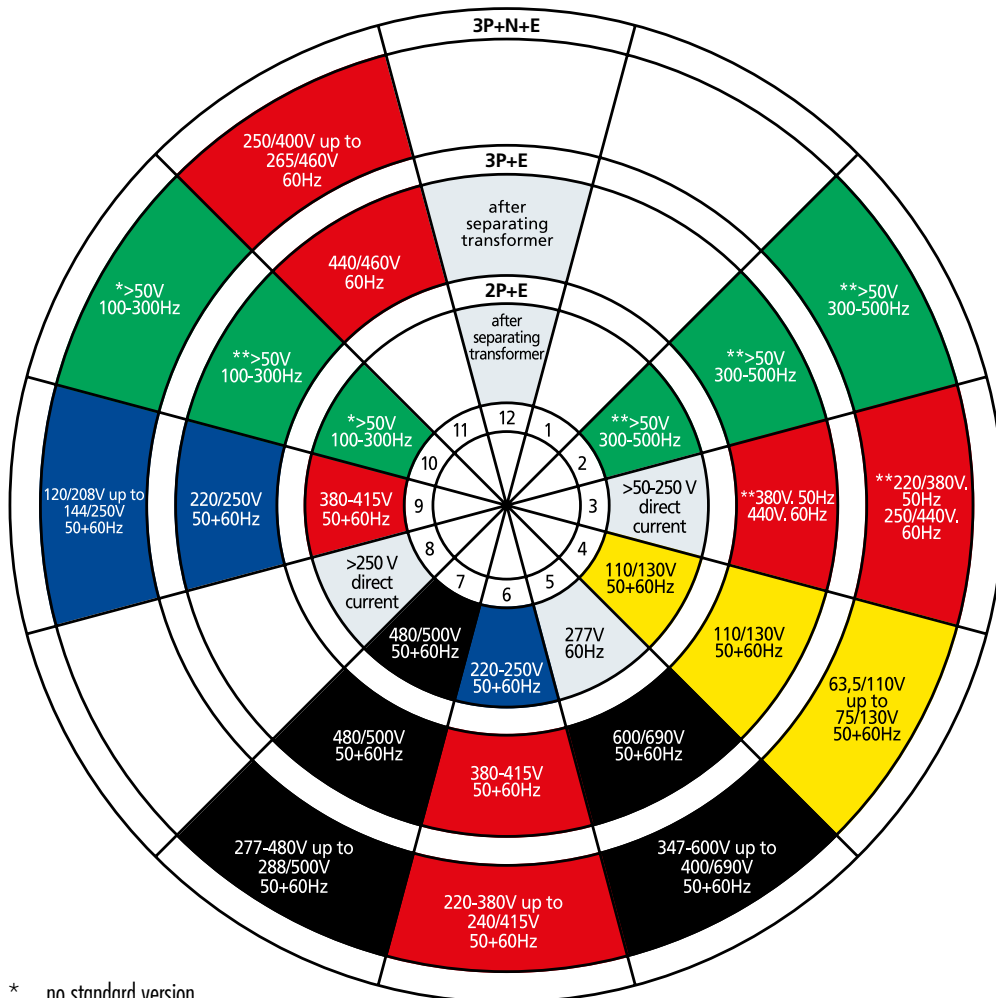 3P+N+E
250/400V up to
265/460V
60Hz
3P+E
after
separating
transformer
440/460V
60Hz
*>50V
100-300Hz
**>50V
300-500Hz
2P+E
after
separating
transformer
**>50V
100-300Hz
**>50V
300-500Hz
*>50V
100-300Hz
**>50V
300-500Hz
12
11
1
10
2
9
3
8
4
7
5
6
120/208V up to
144/250V
50+60Hz
220/250V
50+60Hz
380-415V
50+60Hz
>50-250 V
direct
current
**380V. 50Hz
440V. 60Hz
**220/380V.
50Hz
250/440V.
60Hz
>250 V
direct
current
110/130V
50+60Hz
480/500V
50+60Hz
220-250V
50+60Hz
277V
60Hz
110/130V
50+60Hz
63,5/110V
up to
75/130V
50+60Hz
480/500V
50+60Hz
380-415V
50+60Hz
600/690V
50+60Hz
277-480V up to
288/500V
50+60Hz
220-380V up to
240/415V
50+60Hz
347-600V up to
400/690V
50+60Hz
* no standard version